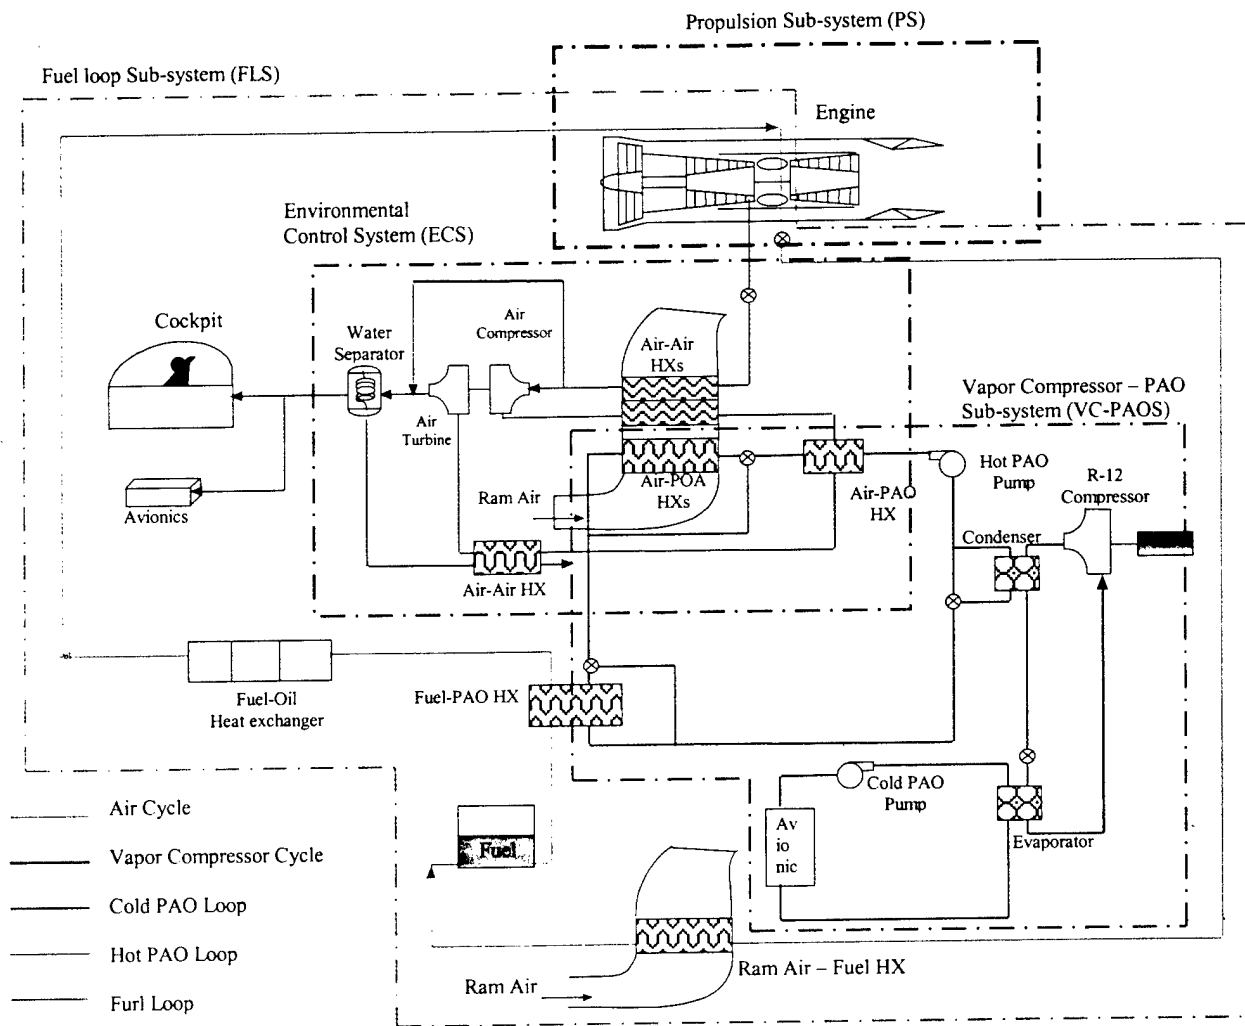 Propulsion Sub-system (PS)
Fuel loop Sub-system (FLS)
Engine
Environmental
Control System (ECS)
Cockpit
Water
Separator
Air
Compressor
Air-Air
HXs
Vapor Compressor – PAO
Sub-system (VC-PAOS)
Air
Turbine
Ram Air
Air-POA
HXs
Air-PAO
HX
Hot PAO
Pump
R-12
Compressor
Condenser
Avionics
Air-Air HX
Fuel-Oil
Heat exchanger
Fuel-PAO HX
Cold PAO
Pump
Evaporator
Av
io
nic
Fuel
Air Cycle
Vapor Compressor Cycle
Cold PAO Loop
Hot PAO Loop
Furl Loop
Ram Air
Ram Air – Fuel HX